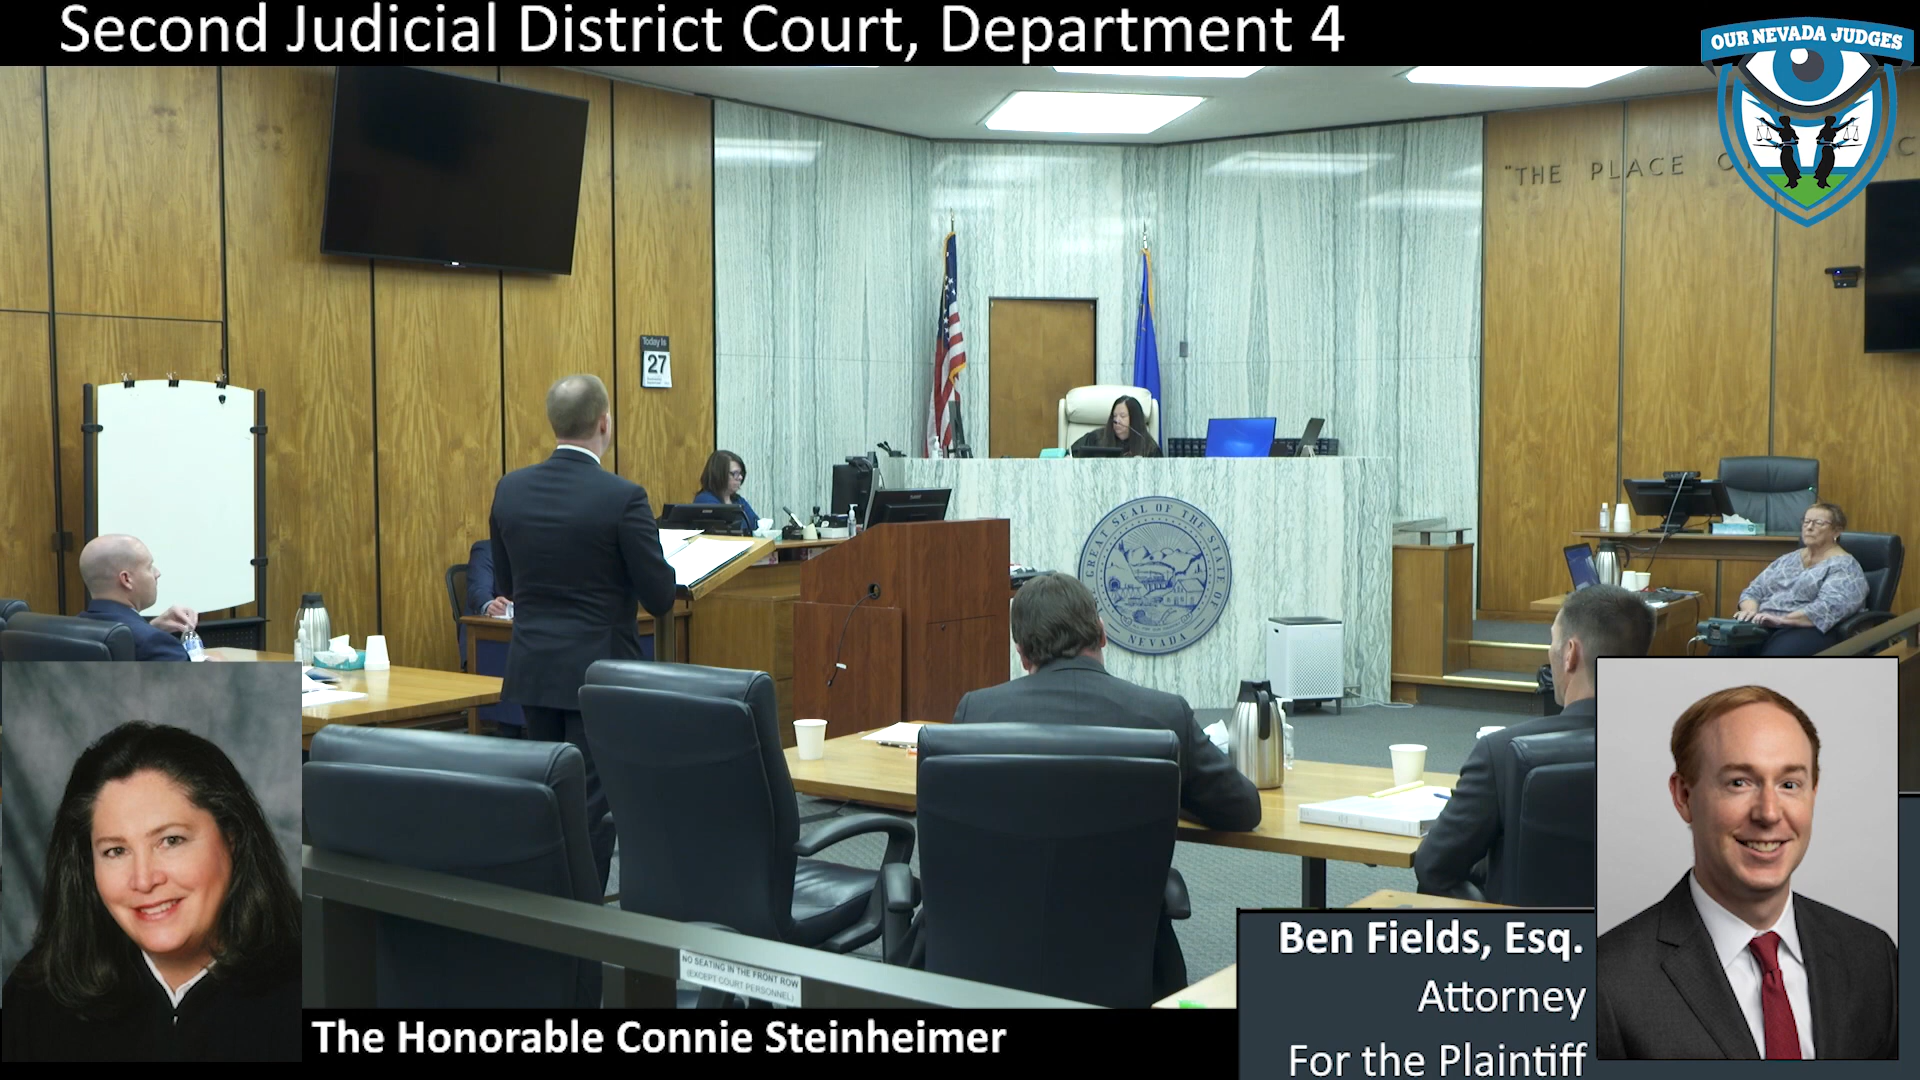 Second Judicial District Court, Department 4
OUR NEVADA JUDGES
"THE PLACE O
Today is
27
GREAT SEAL OF THE STATE OF
NEVADA
NO SEATING IN THE FRONT ROW
(EXCEPT COURT PERSONNEL)
Ben Fields, Esq.
Attorney
For the Plaintiff
The Honorable Connie Steinheimer